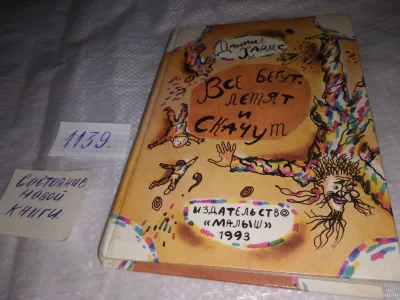 Даниил
Хармс
Все бегут,
летят
и
скачут
Издательство
«Малыш»
1993
1139
Состояние
новой
книги